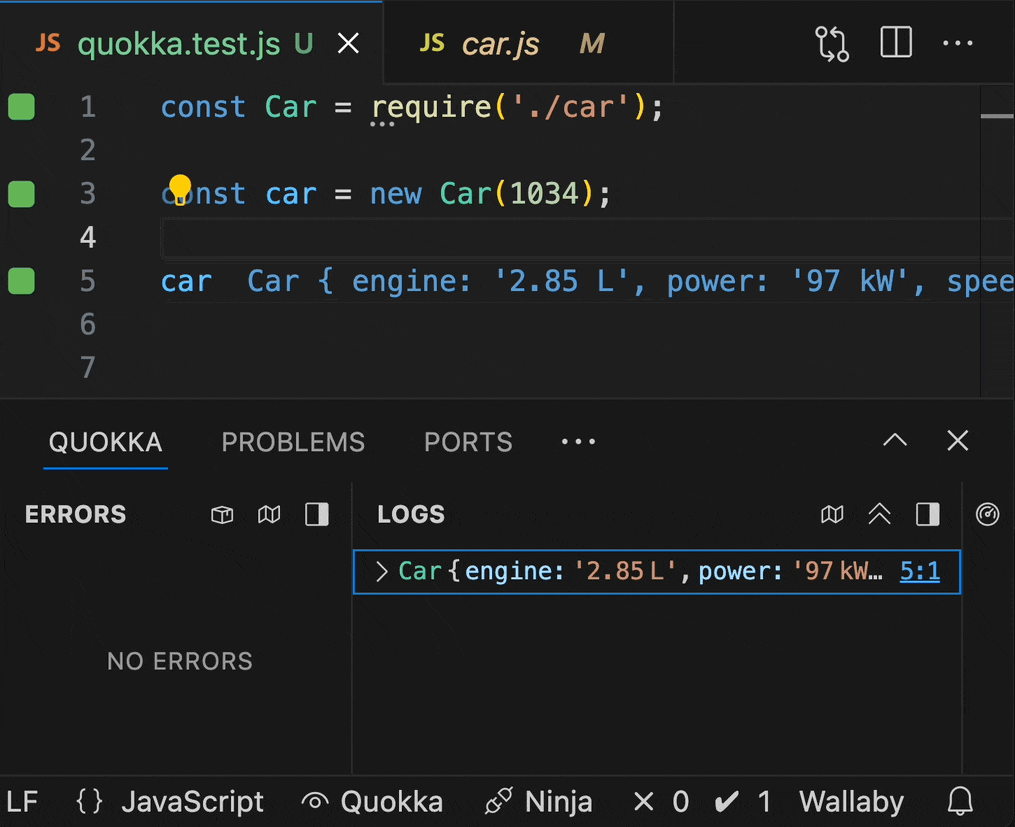 JS quokka.test.js U JS car.js M
1 const Car = require('./car');
2
3 const car = new Car(1034);
4
5 car Car { engine: '2.85 L', power: '97 kW', spee
6
7
QUOKKA PROBLEMS PORTS
ERRORS
NO ERRORS
LOGS
Car {engine: '2.85 L', power: '97 kW… 5:1
LF {} JavaScript Quokka Ninja 0 1 Wallaby